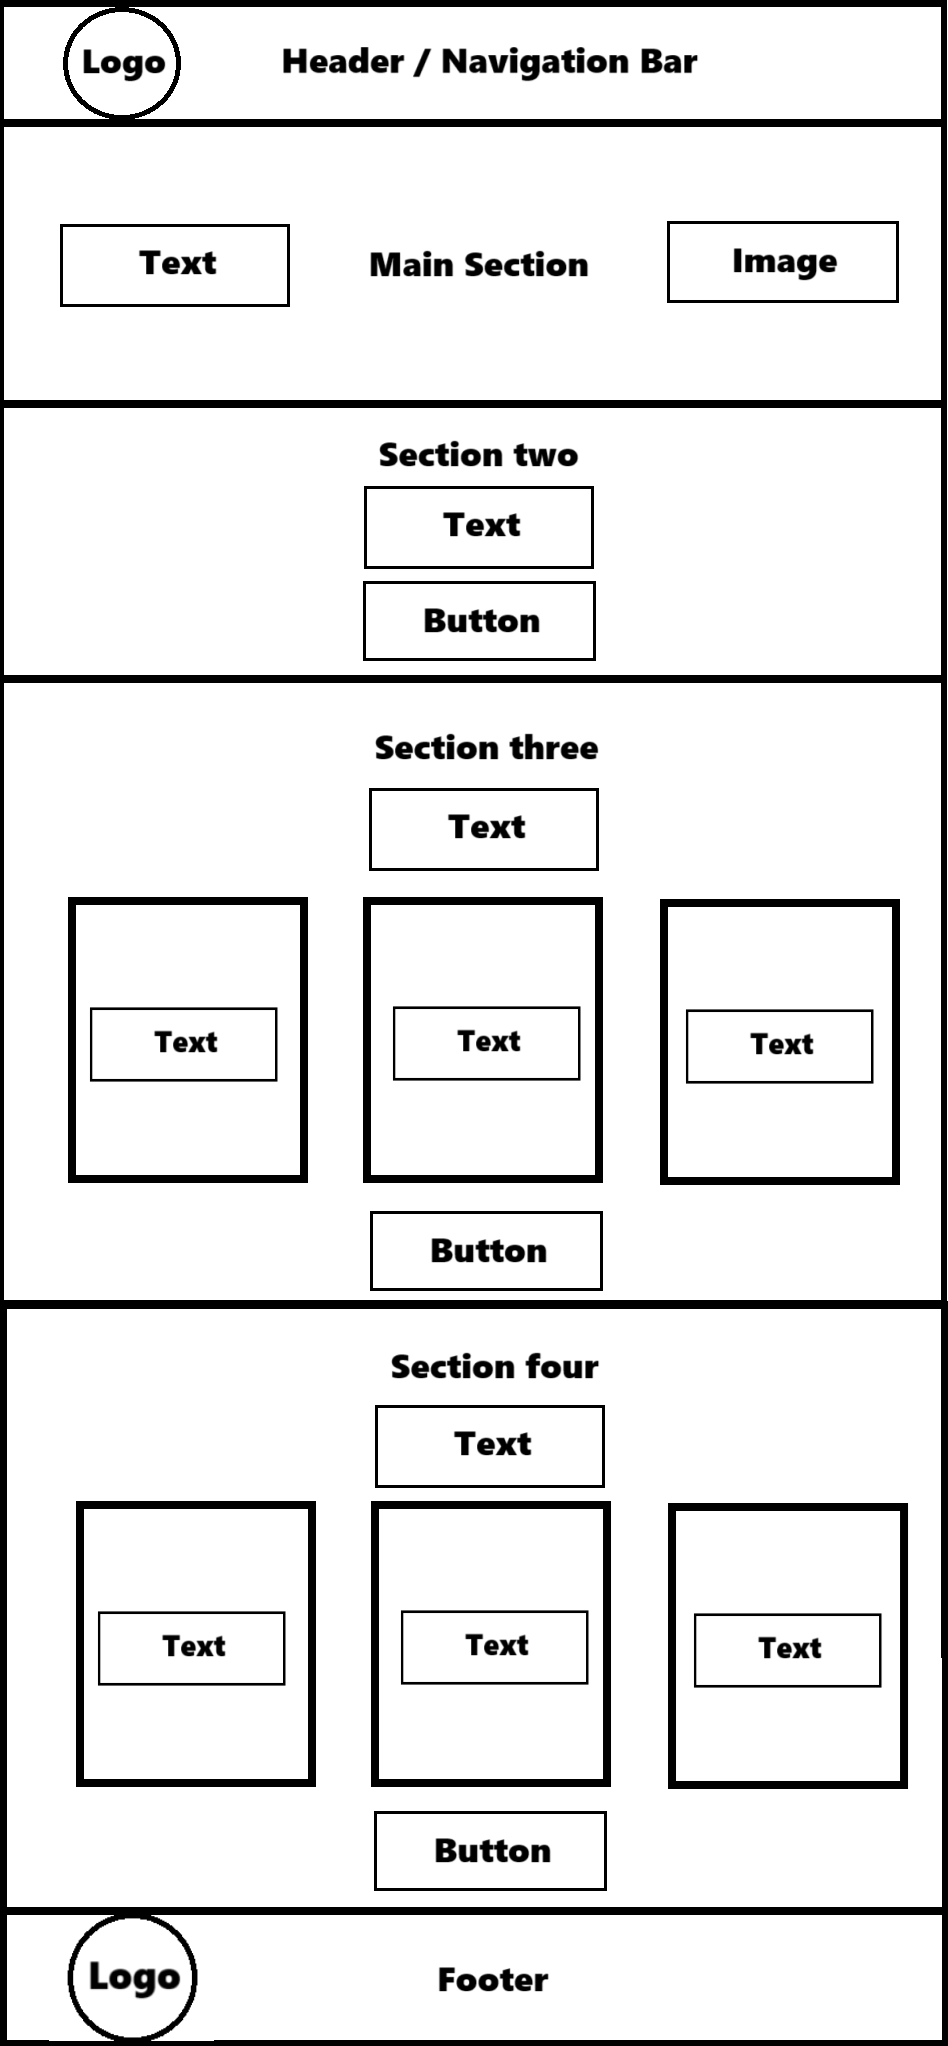 Logo
Header / Navigation Bar
Text
Main Section
Image
Section two
Text
Button
Section three
Text
Text
Text
Text
Button
Section four
Text
Text
Text
Text
Button
Logo
Footer